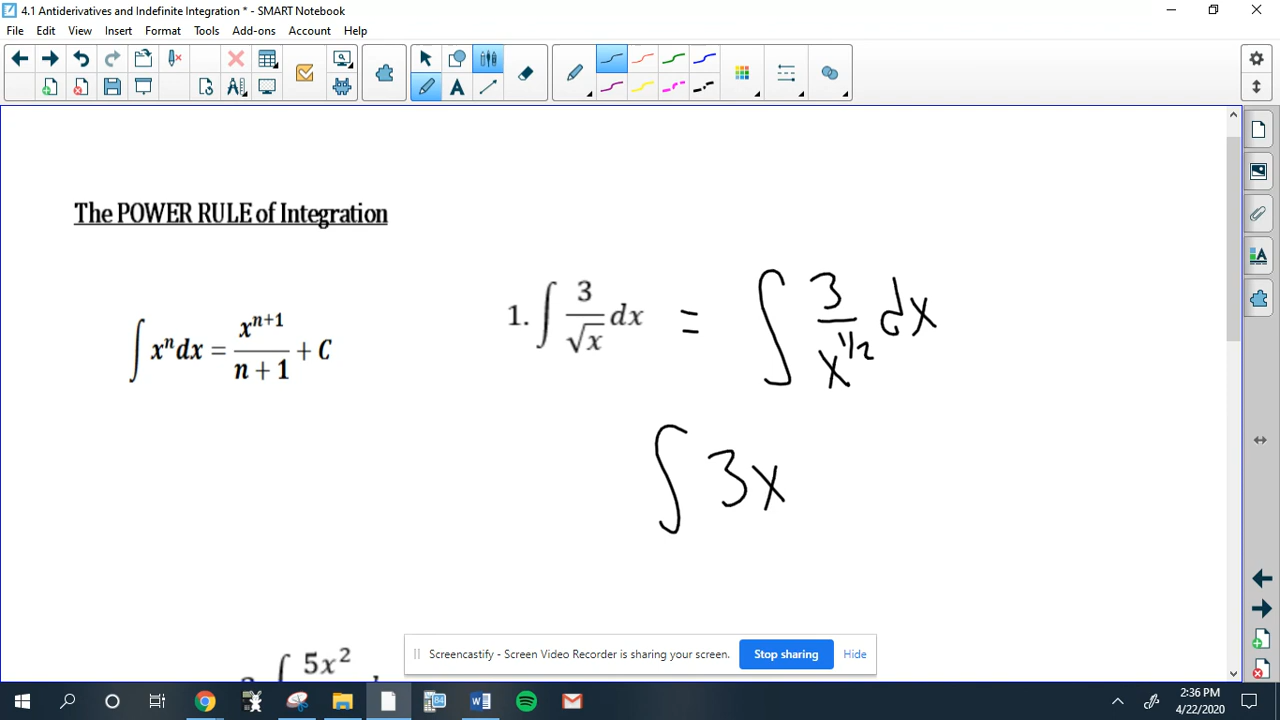 4.1 Antiderivatives and Indefinite Integration * - SMART Notebook
File Edit View Insert Format Tools Add-ons Account Help
The POWER RULE of Integration
∫ xⁿdx = xⁿ⁺¹/(n + 1) + C
1. ∫ 3/√x dx = ∫ 3/x^1/2 dx
∫ 3x
5x²
Screencastify - Screen Video Recorder is sharing your screen. Stop sharing Hide
2:36 PM
4/22/2020